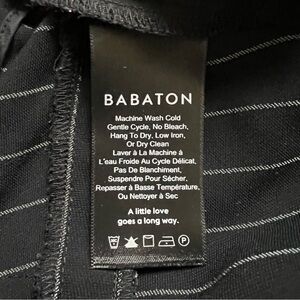 BABATON
Machine Wash Cold
Gentle Cycle, No Bleach,
Hang To Dry, Low Iron,
Or Dry Clean
Laver à La Machine à
L'eau Froide Au Cycle Délicat,
Pas De Blanchiment,
Suspendre Pour Sécher.
Repasser à Basse Température,
Ou Nettoyer à Sec
A little love
goes a long way.
P